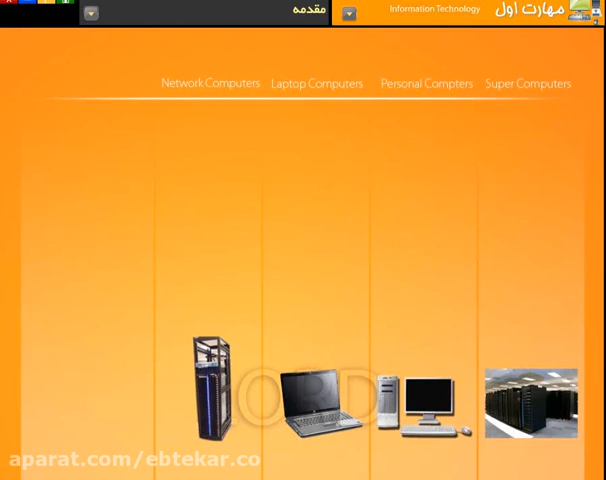 مهارت اول
Information Technology
مقدمه
Network Computers Laptop Computers Personal Compters Super Computers
aparat.com/ebtekar.co